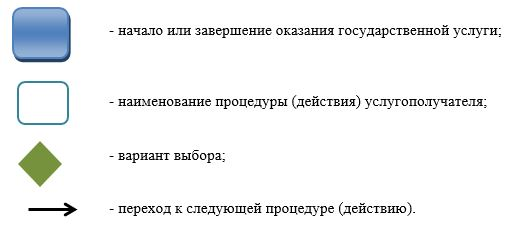 - начало или завершение оказания государственной услуги;
- наименование процедуры (действия) услугополучателя;
- вариант выбора;
- переход к следующей процедуре (действию).